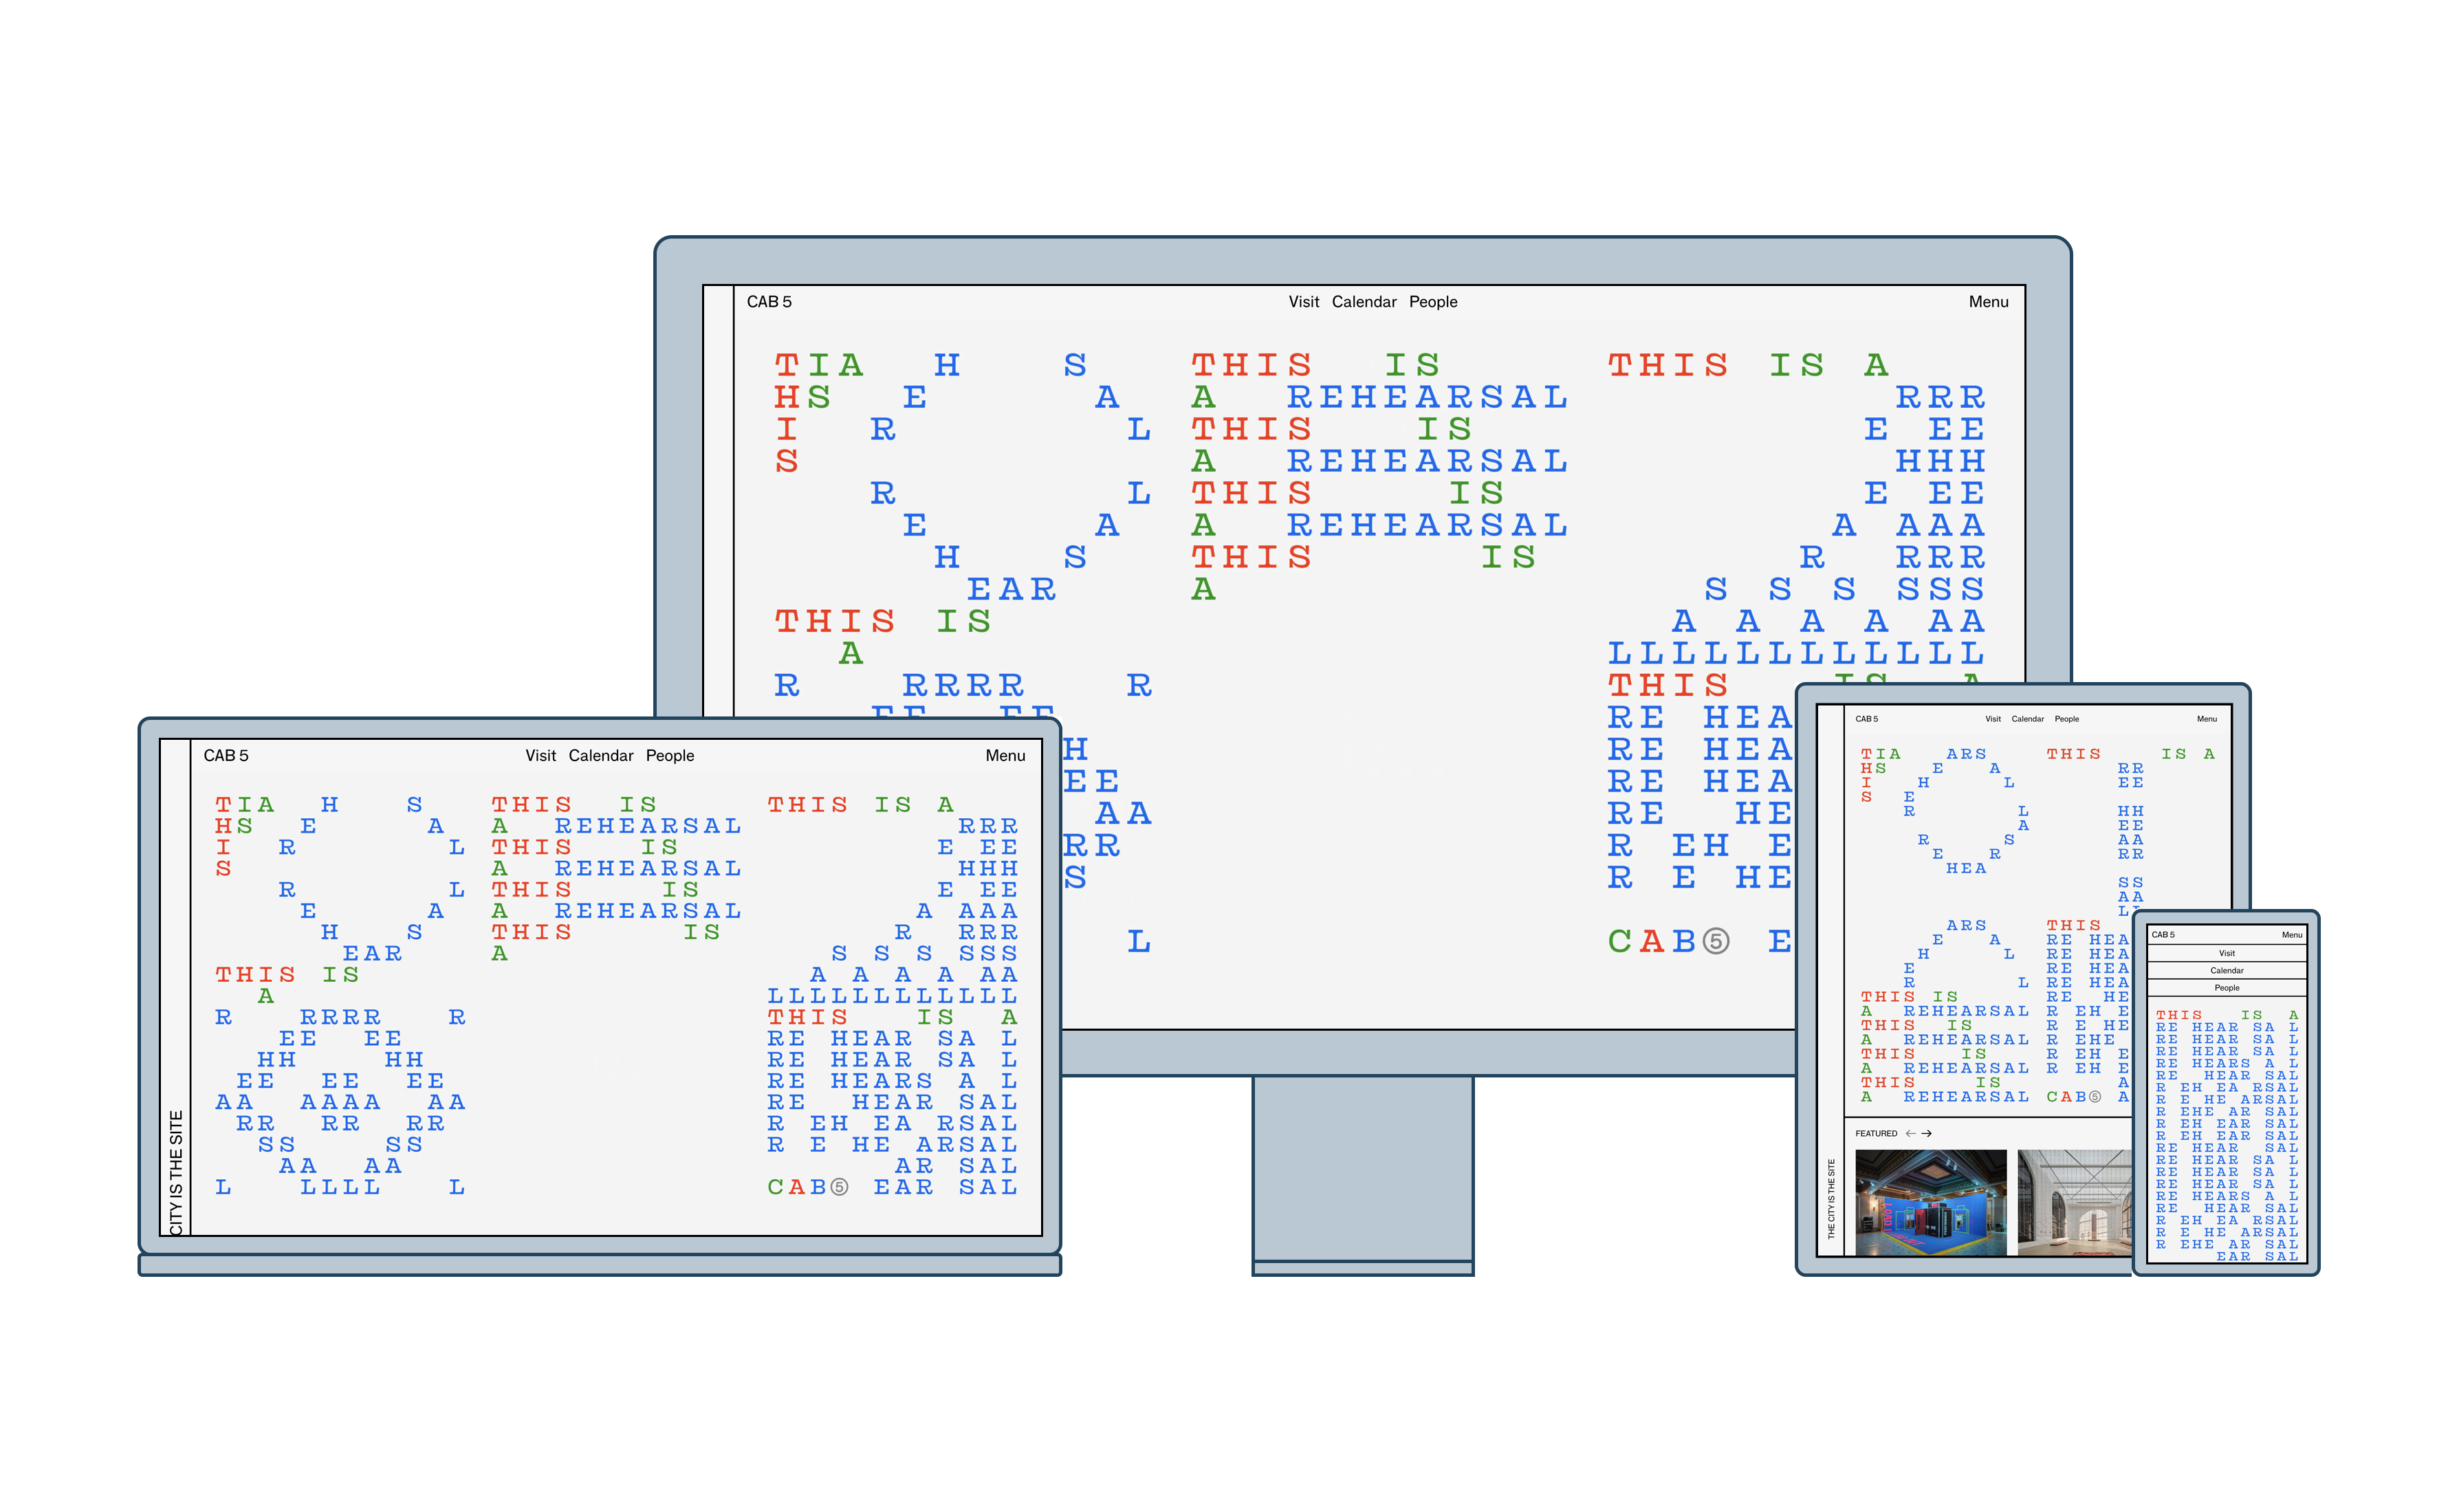 CAB 5 Visit Calendar People Menu
TIA H S THIS IS THIS IS A
HS E A A REHEARSAL RRR
I R L THIS IS E EE
S A REHEARSAL HHH
R L THIS IS E EE
E A A REHEARSAL A AAA
H S THIS IS R RRR
EAR A S S S SSS
THIS IS A A A A AA
A LLLLLLLLLLLL
R RRRR R THIS
RE HEA
H RE HEA
EE RE HEA
AA RE HE
RR R EH E
S R E HE
L CAB⑤ E
CAB 5 Visit Calendar People Menu
TIA H S THIS IS THIS IS A
HS E A A REHEARSAL RRR
I R L THIS IS E EE
S A REHEARSAL HHH
R L THIS IS E EE
E A A REHEARSAL A AAA
H S THIS IS R RRR
EAR A S S S SSS
THIS IS A A A A AA
A LLLLLLLLLLLL
R RRRR R THIS IS A
EE EE RE HEAR SA L
HH HH RE HEAR SA L
EE EE EE RE HEARS A L
AA AAAA AA RE HEAR SAL
RR RR RR R EH EA RSAL
SS SS R E HE ARSAL
AA AA AR SAL
L LLLL L CAB⑤ EAR SAL
CITY IS THE SITE
CAB 5 Visit Calendar People Menu
TIA ARS THIS IS A
HS E A RR
I H L EE
S E
R L HH
A EE
R S AA
E R RR
HEA
SS
AA
L
ARS THIS
E A RE HEA
H L RE HEA
E RE HEA
R L RE HEA
THIS IS RE HE
A REHEARSAL R EH E
THIS IS R E HE
A REHEARSAL R EHE
THIS IS R EH E
A REHEARSAL R EH E
THIS IS A
A REHEARSAL CAB⑤ A
FEATURED ← →
THE CITY IS THE SITE
CAB 5 Menu
Visit
Calendar
People
THIS IS A
RE HEAR SA L
RE HEAR SA L
RE HEAR SA L
RE HEARS A L
RE HEAR SAL
R EH EA RSAL
R E HE ARSAL
R EHE AR SAL
R EH EAR SAL
R EH EAR SAL
RE HEAR SAL
RE HEAR SA L
RE HEAR SA L
RE HEAR SA L
RE HEARS A L
RE HEAR SAL
R EH EA RSAL
R E HE ARSAL
R EHE AR SAL
EAR SAL